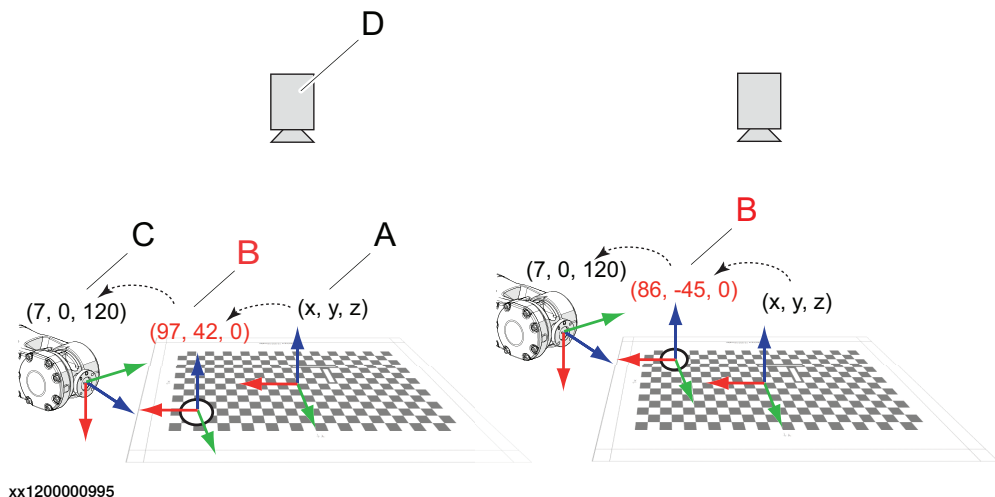 D
C
B
A
(7, 0, 120)
(97, 42, 0)
(x, y, z)
B
(7, 0, 120)
(86, -45, 0)
(x, y, z)
xx1200000995